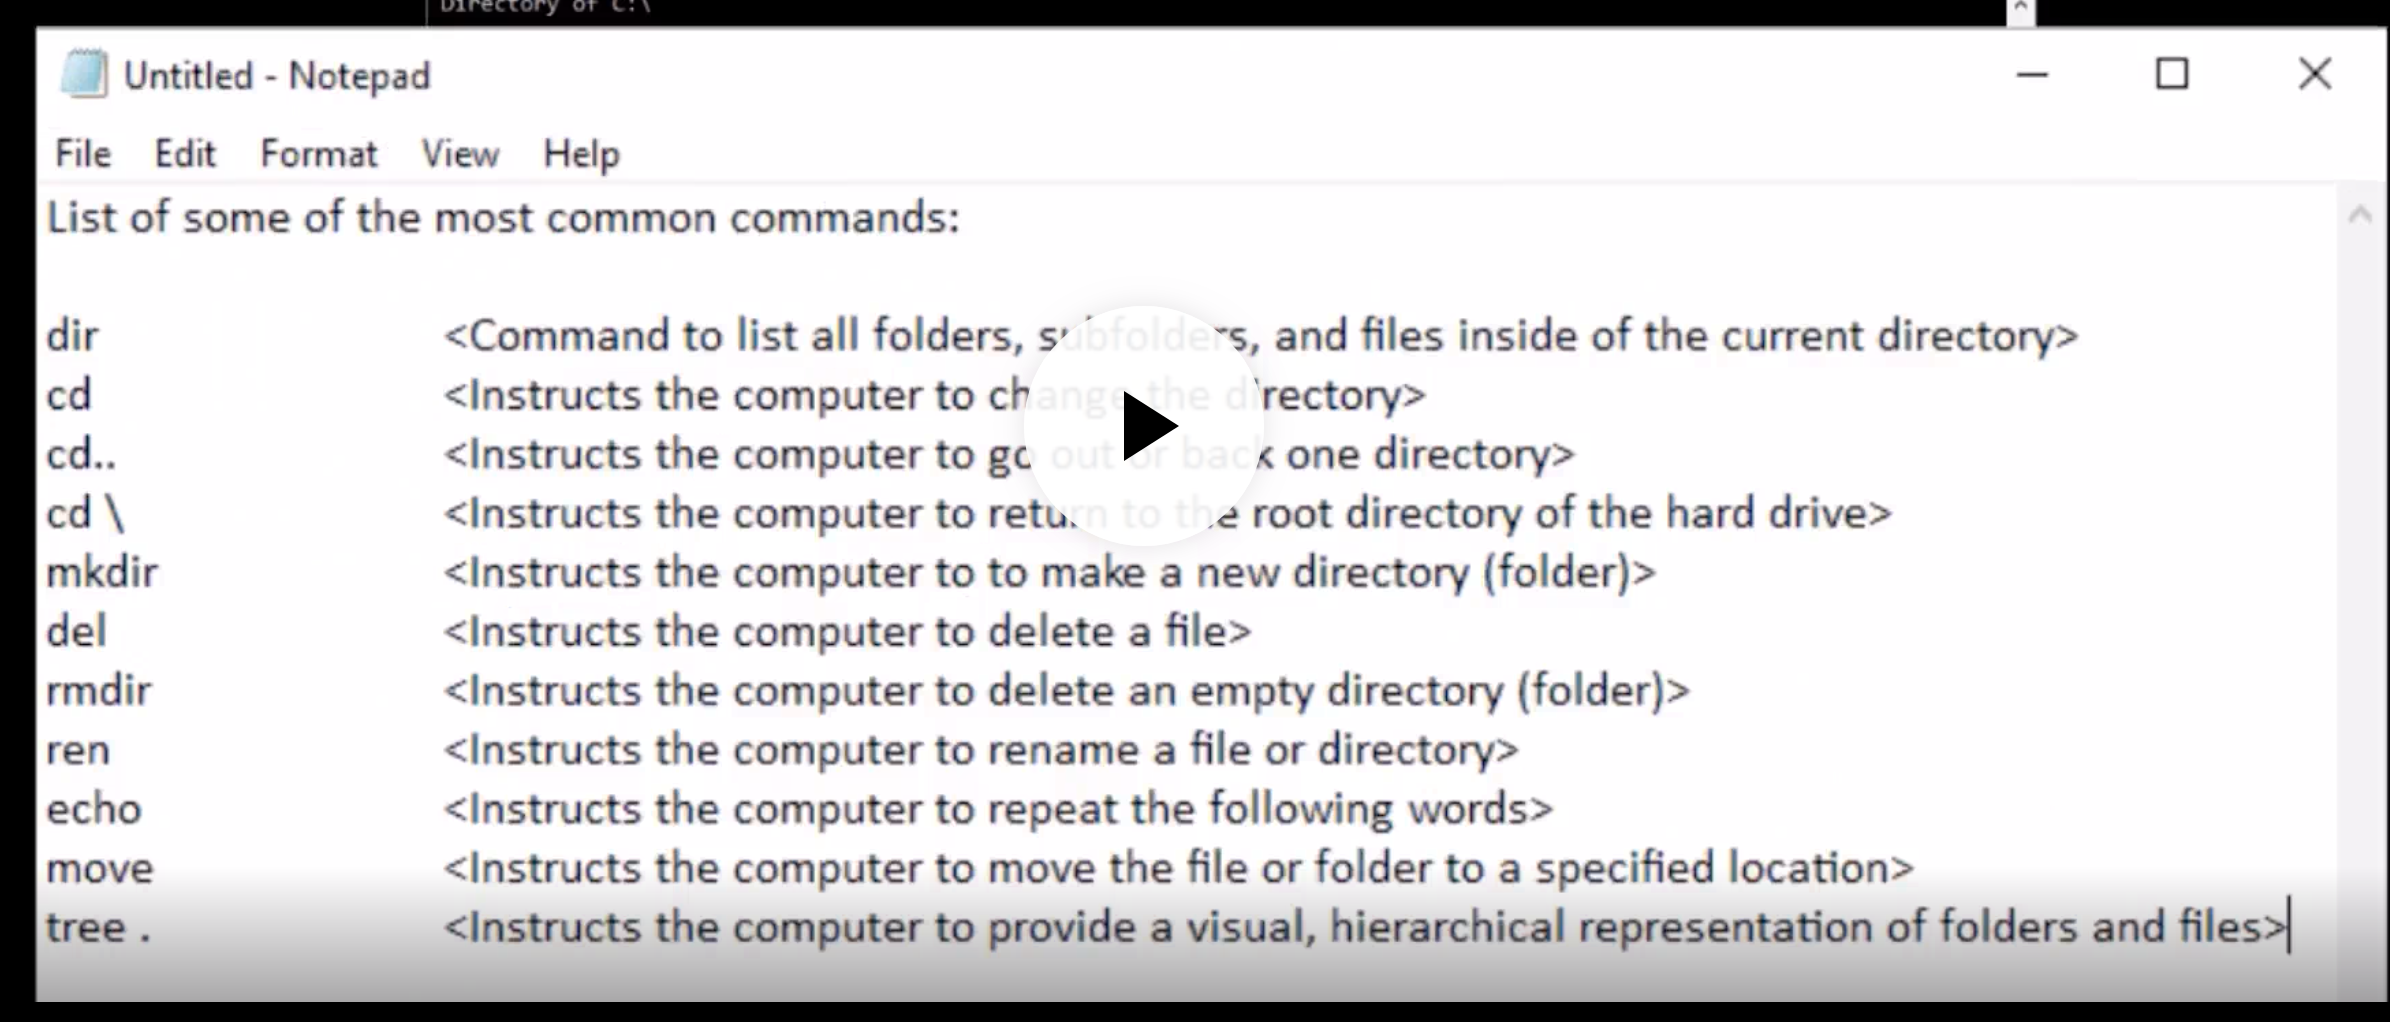 Directory of C:\
Untitled - Notepad
File Edit Format View Help
List of some of the most common commands:
dir <Command to list all folders, subfolders, and files inside of the current directory>
cd <Instructs the computer to change the directory>
cd.. <Instructs the computer to go out or back one directory>
cd \ <Instructs the computer to return to the root directory of the hard drive>
mkdir <Instructs the computer to to make a new directory (folder)>
del <Instructs the computer to delete a file>
rmdir <Instructs the computer to delete an empty directory (folder)>
ren <Instructs the computer to rename a file or directory>
echo <Instructs the computer to repeat the following words>
move <Instructs the computer to move the file or folder to a specified location>
tree . <Instructs the computer to provide a visual, hierarchical representation of folders and files>